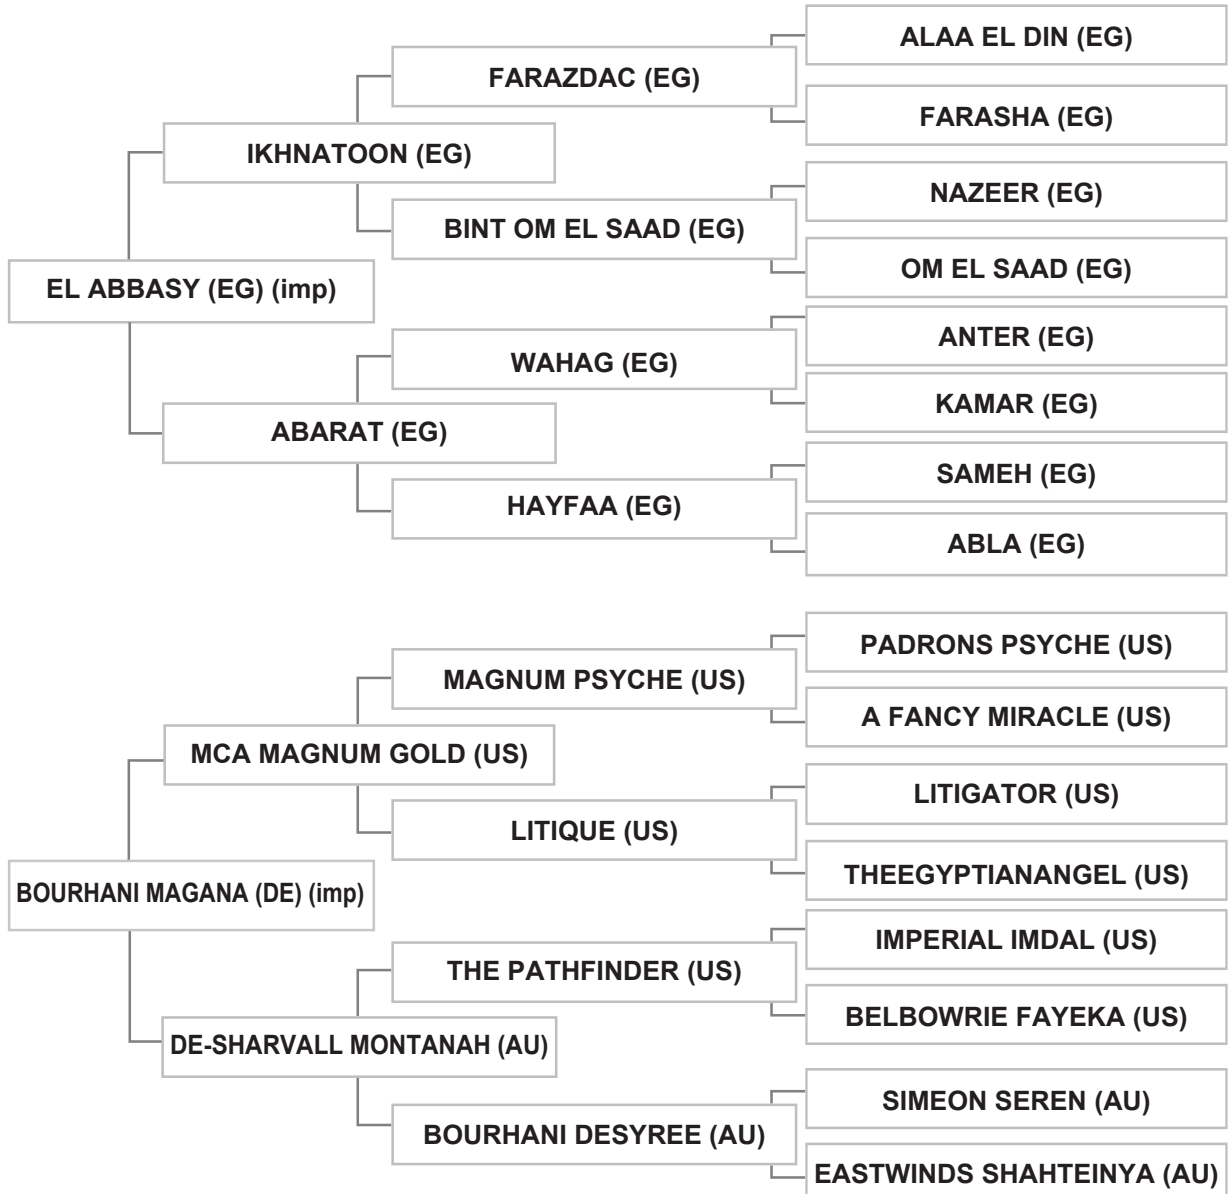 ALAA EL DIN (EG)
FARAZDAC (EG)
FARASHA (EG)
IKHNATOON (EG)
NAZEER (EG)
BINT OM EL SAAD (EG)
OM EL SAAD (EG)
EL ABBASY (EG) (imp)
ANTER (EG)
WAHAG (EG)
KAMAR (EG)
ABARAT (EG)
SAMEH (EG)
HAYFAA (EG)
ABLA (EG)
PADRONS PSYCHE (US)
MAGNUM PSYCHE (US)
A FANCY MIRACLE (US)
MCA MAGNUM GOLD (US)
LITIGATOR (US)
LITIQUE (US)
THEEGYPTIANANGEL (US)
BOURHANI MAGANA (DE) (imp)
IMPERIAL IMDAL (US)
THE PATHFINDER (US)
BELBOWRIE FAYEKA (US)
DE-SHARVALL MONTANAH (AU)
SIMEON SEREN (AU)
BOURHANI DESYREE (AU)
EASTWINDS SHAHTEINYA (AU)